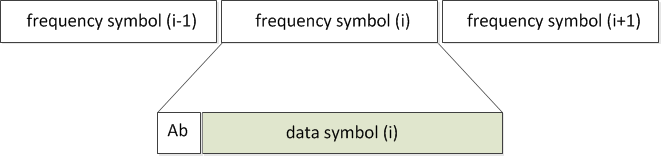 frequency symbol (i-1) frequency symbol (i) frequency symbol (i+1)
Ab data symbol (i)